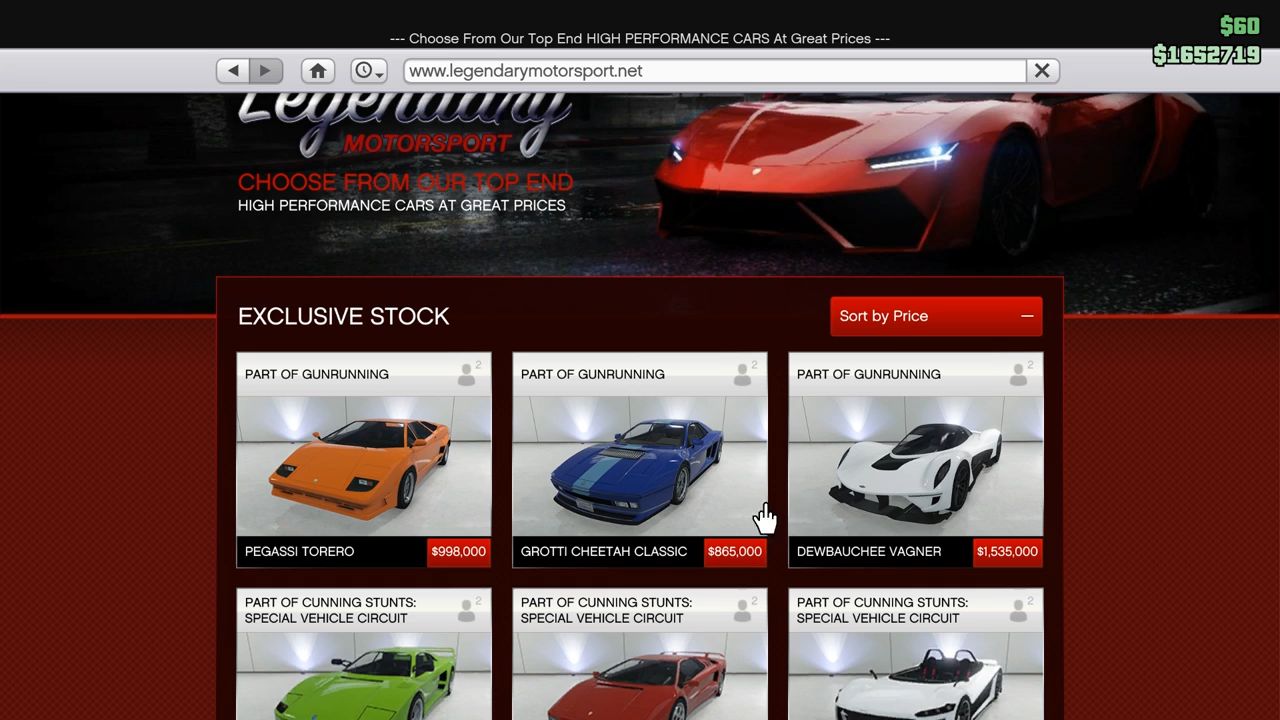 $60
--- Choose From Our Top End HIGH PERFORMANCE CARS At Great Prices ---
$1652719
www.legendarymotorsport.net
Legendary
MOTORSPORT
CHOOSE FROM OUR TOP END
HIGH PERFORMANCE CARS AT GREAT PRICES
EXCLUSIVE STOCK
Sort by Price
PART OF GUNRUNNING 2
PART OF GUNRUNNING 2
PART OF GUNRUNNING 2
PEGASSI TORERO $998,000
GROTTI CHEETAH CLASSIC $865,000
DEWBAUCHEE VAGNER $1,535,000
PART OF CUNNING STUNTS: 2
SPECIAL VEHICLE CIRCUIT
PART OF CUNNING STUNTS: 2
SPECIAL VEHICLE CIRCUIT
PART OF CUNNING STUNTS: 2
SPECIAL VEHICLE CIRCUIT